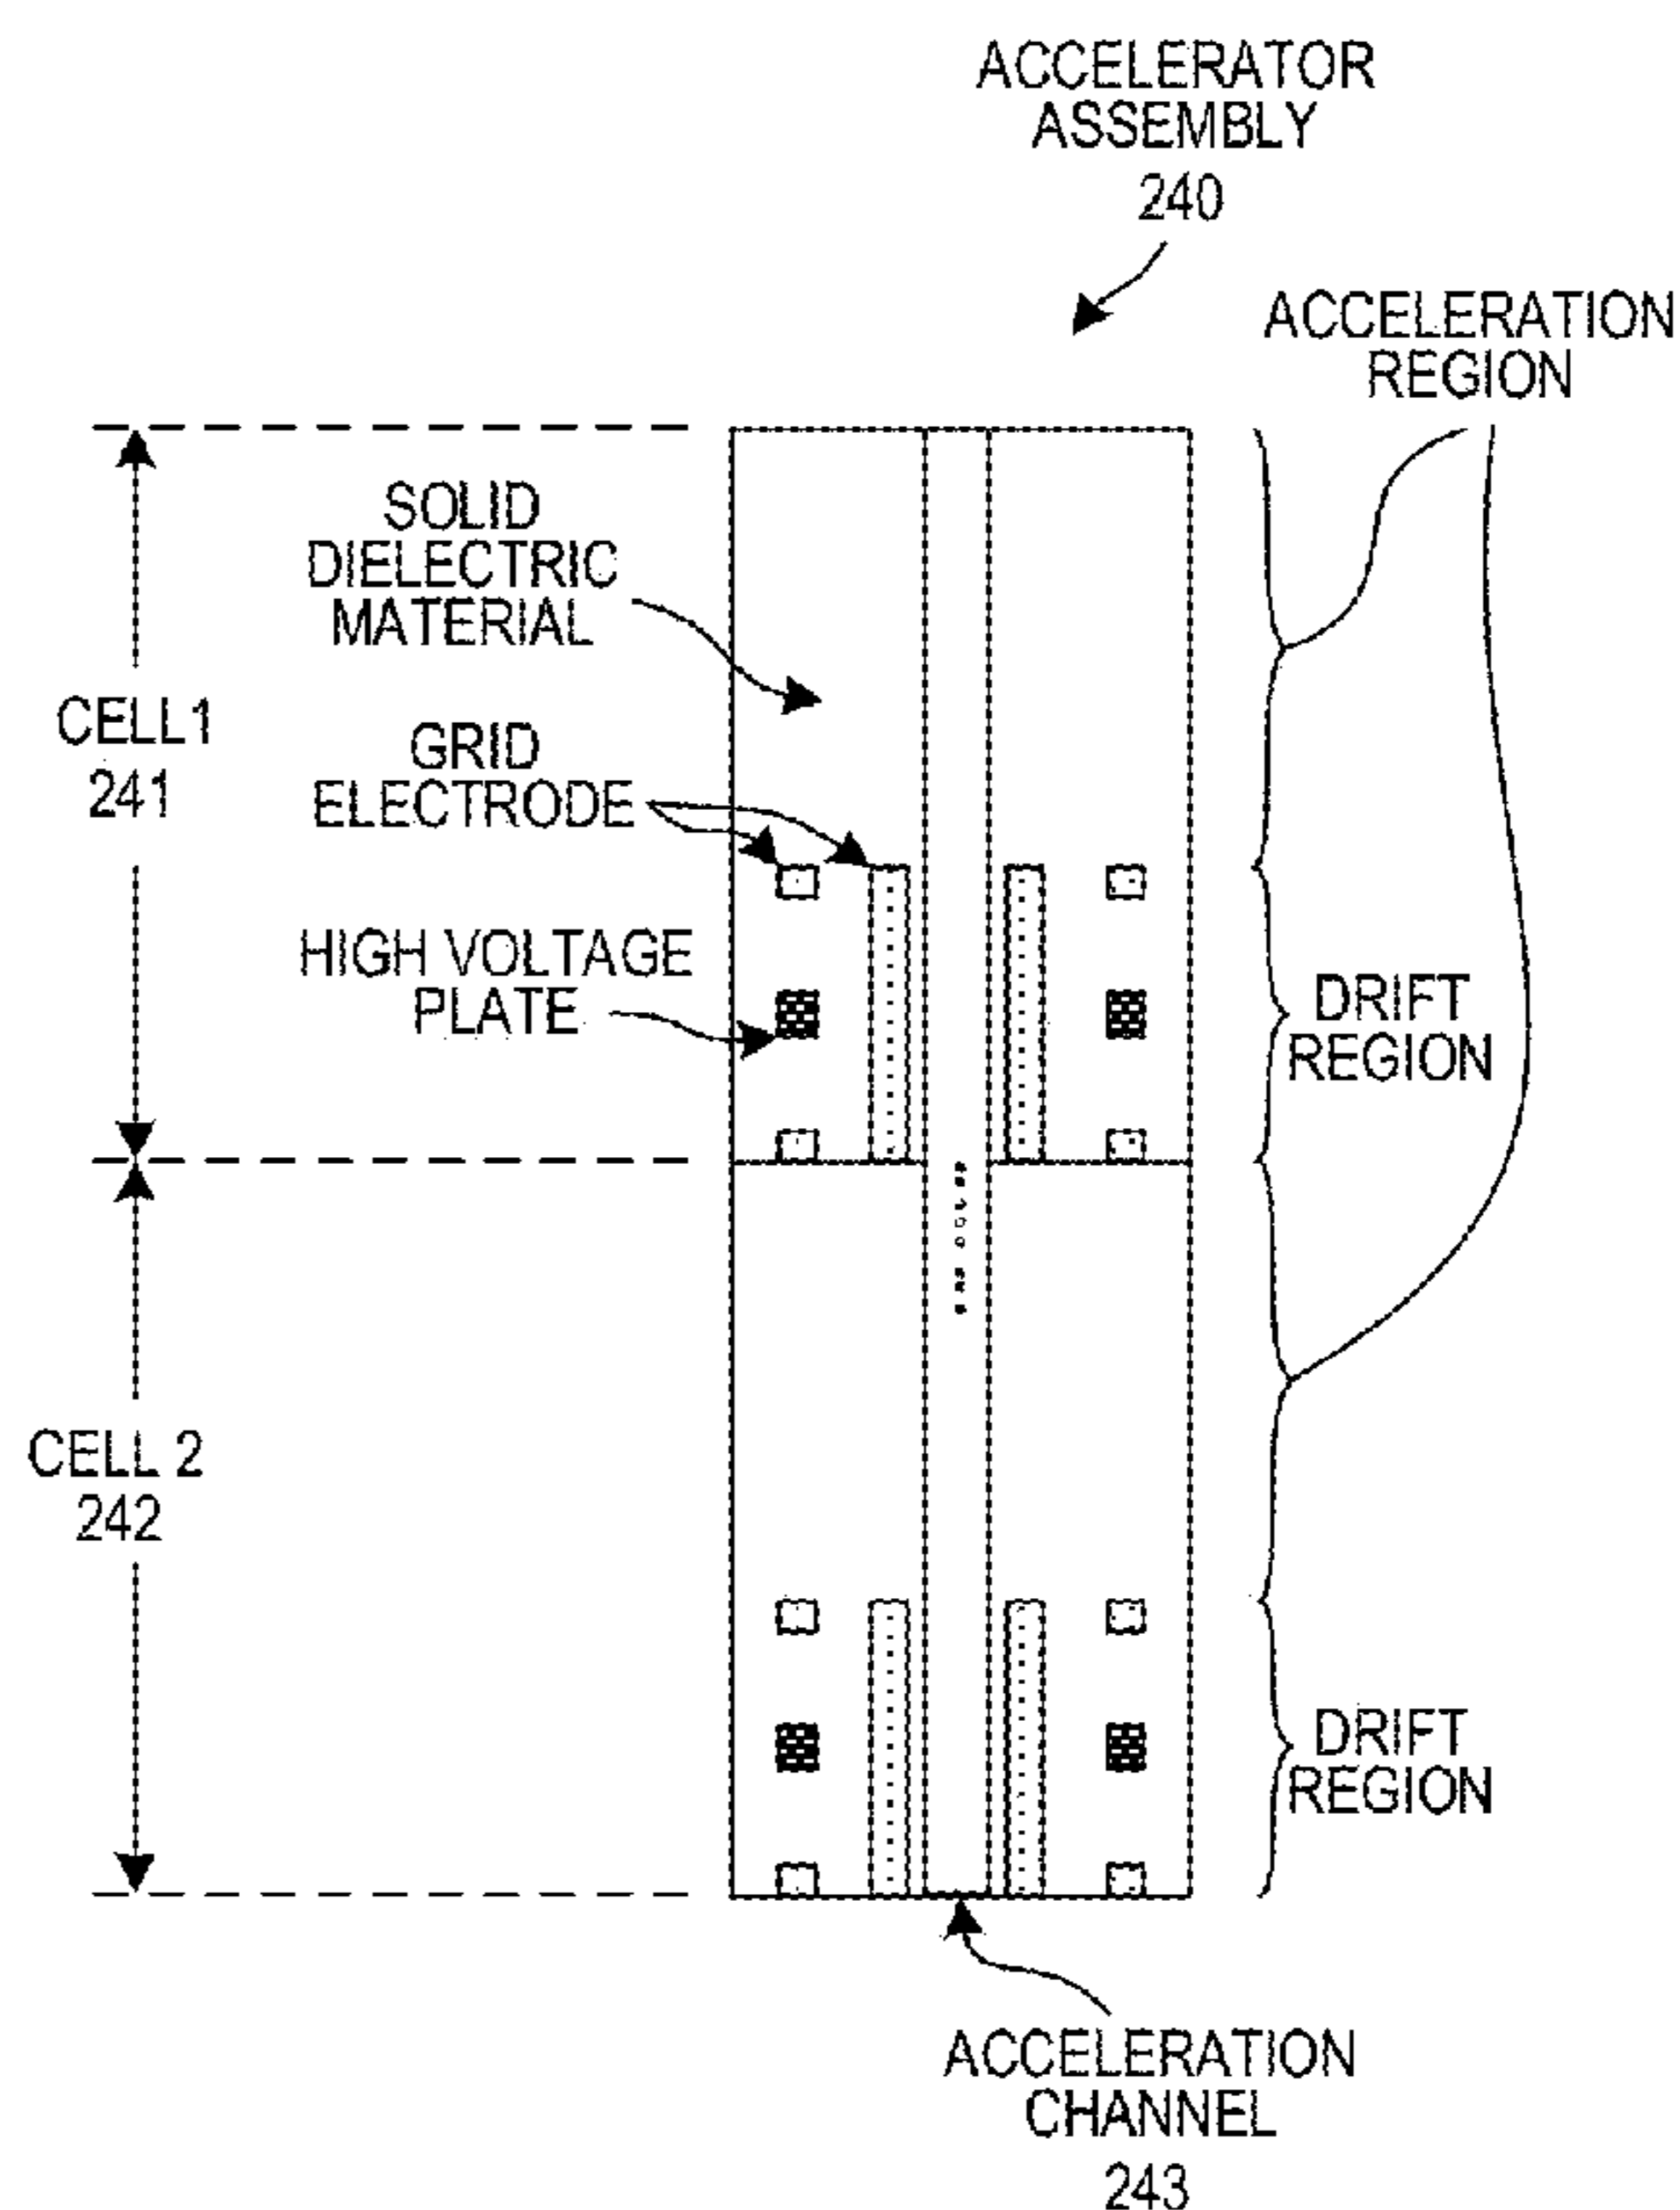 ACCELERATOR
ASSEMBLY
240
ACCELERATION
REGION
SOLID
DIELECTRIC
MATERIAL
CELL1
241
GRID
ELECTRODE
HIGH VOLTAGE
PLATE
DRIFT
REGION
CELL 2
242
DRIFT
REGION
ACCELERATION
CHANNEL
243